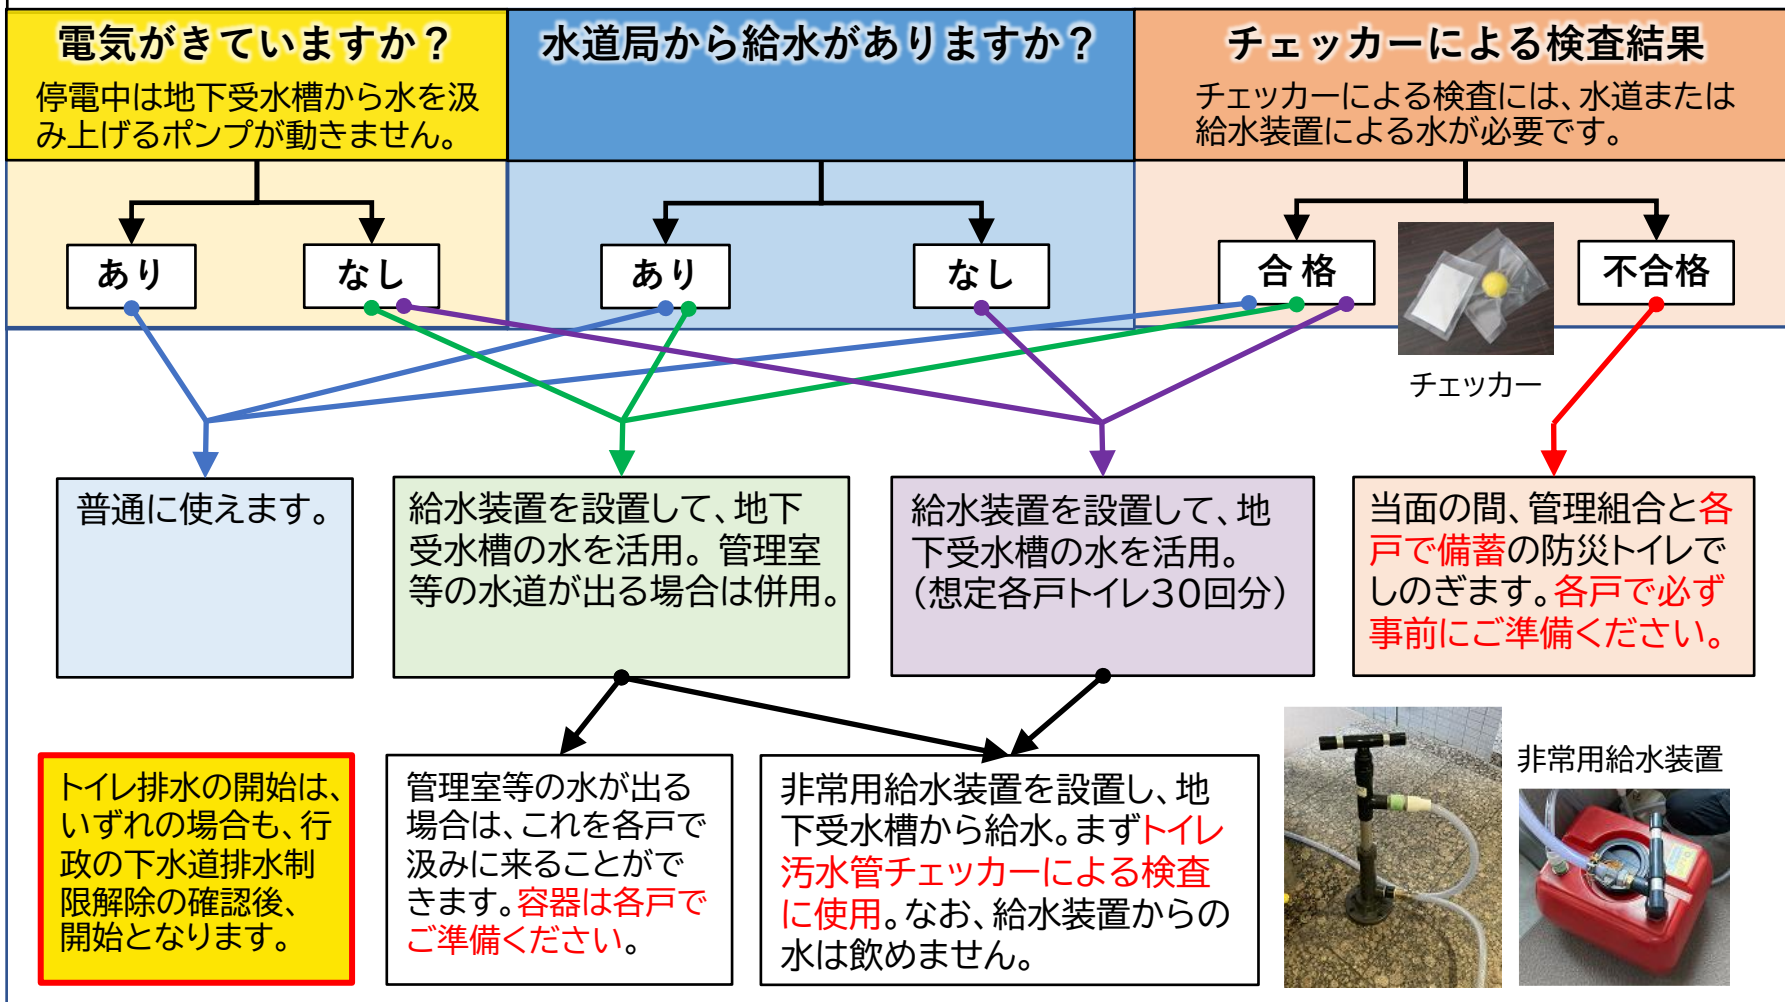 電気がきていますか？
停電中は地下受水槽から水を汲
み上げるポンプが動きません。
水道局から給水がありますか？
チェッカーによる検査結果
チェッカーによる検査には、水道または
給水装置による水が必要です。
あり
なし
あり
なし
合格
不合格
チェッカー
普通に使えます。
給水装置を設置して、地下
受水槽の水を活用。管理室
等の水道が出る場合は併用。
給水装置を設置して、地
下受水槽の水を活用。
（想定各戸トイレ30回分）
当面の間、管理組合と各
戸で備蓄の防災トイレで
しのぎます。各戸で必ず
事前にご準備ください。
トイレ排水の開始は、
いずれの場合も、行
政の下水道排水制
限解除の確認後、
開始となります。
管理室等の水が出る
場合は、これを各戸で
汲みに来ることがで
きます。容器は各戸で
ご準備ください。
非常用給水装置を設置し、地
下受水槽から給水。まずトイレ
汚水管チェッカーによる検査
に使用。なお、給水装置からの
水は飲めません。
非常用給水装置